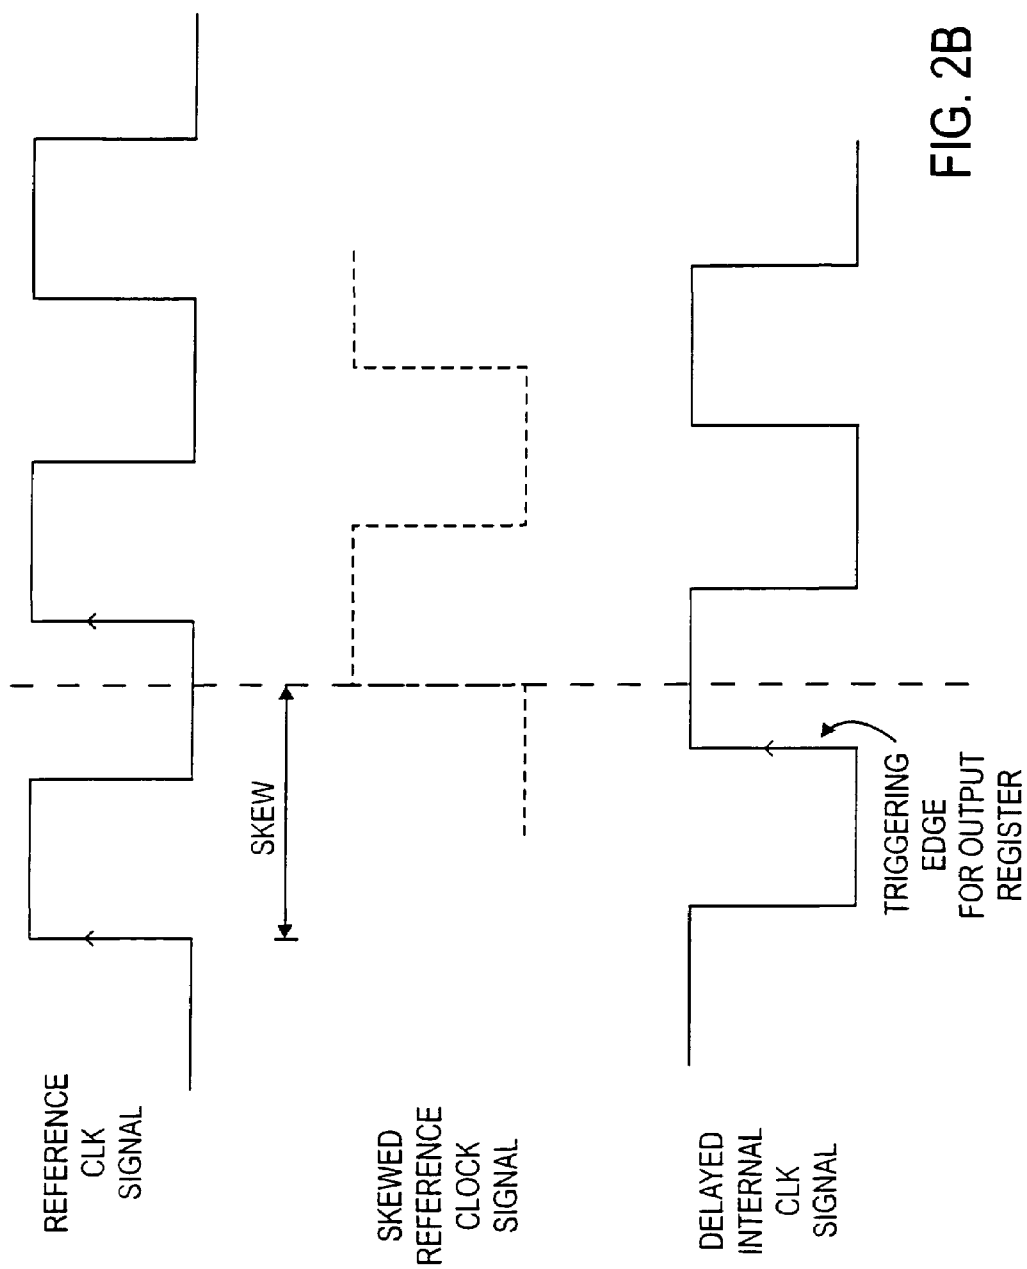 REFERENCE
CLK
SIGNAL
SKEW
SKEWED
REFERENCE
CLOCK
SIGNAL
DELAYED
INTERNAL
CLK
SIGNAL
TRIGGERING
EDGE
FOR OUTPUT
REGISTER
FIG. 2B